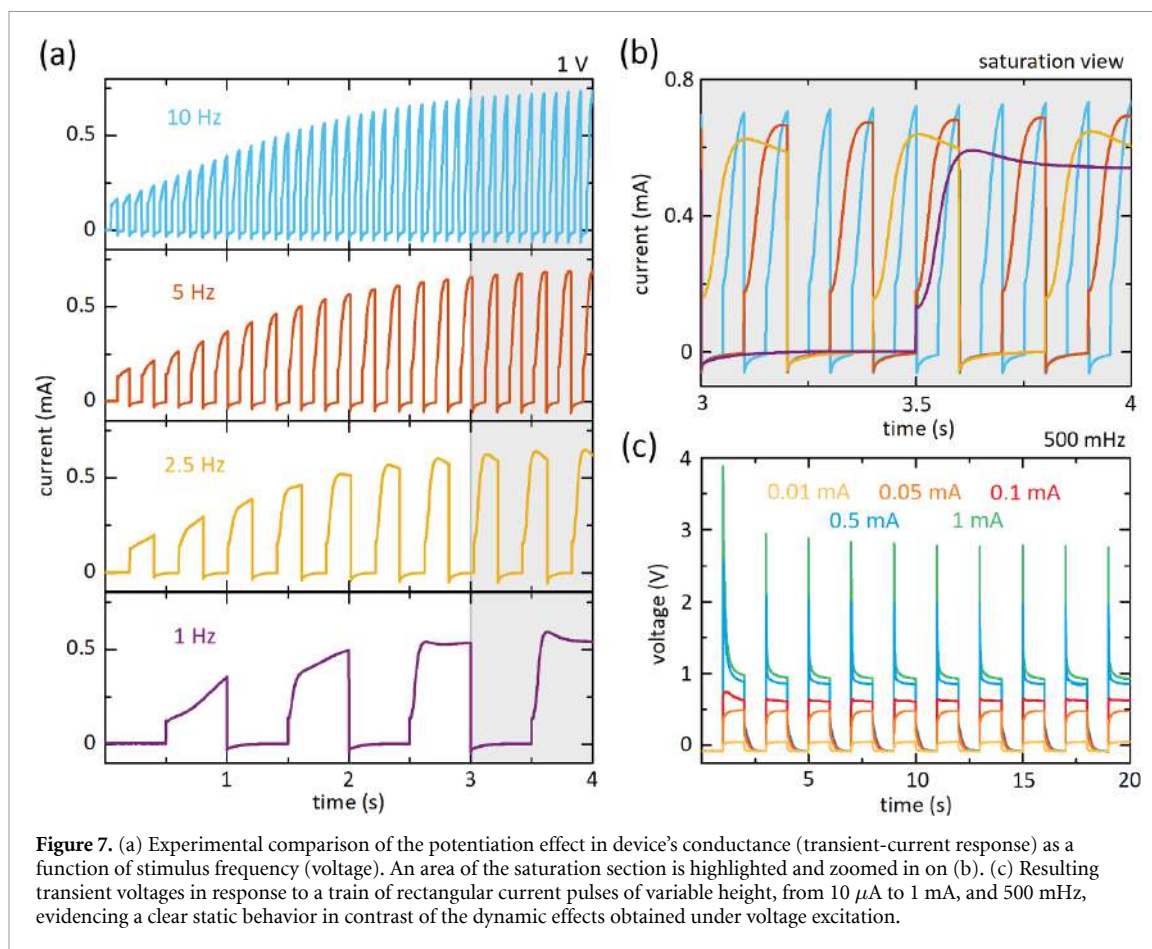 (a)
1 V
10 Hz
0.5
0
5 Hz
0.5
0
2.5 Hz
0.5
0
1 Hz
0.5
0
current (mA)
1
2
3
4
time (s)
(b)
saturation view
0.8
0.4
0
current (mA)
3
3.5
4
time (s)
(c)
500 mHz
0.01 mA 0.05 mA 0.1 mA
0.5 mA 1 mA
4
3
2
1
0
voltage (V)
5
10
15
20
time (s)
Figure 7. (a) Experimental comparison of the potentiation effect in device's conductance (transient-current response) as a
function of stimulus frequency (voltage). An area of the saturation section is highlighted and zoomed in on (b). (c) Resulting
transient voltages in response to a train of rectangular current pulses of variable height, from 10 μA to 1 mA, and 500 mHz,
evidencing a clear static behavior in contrast of the dynamic effects obtained under voltage excitation.